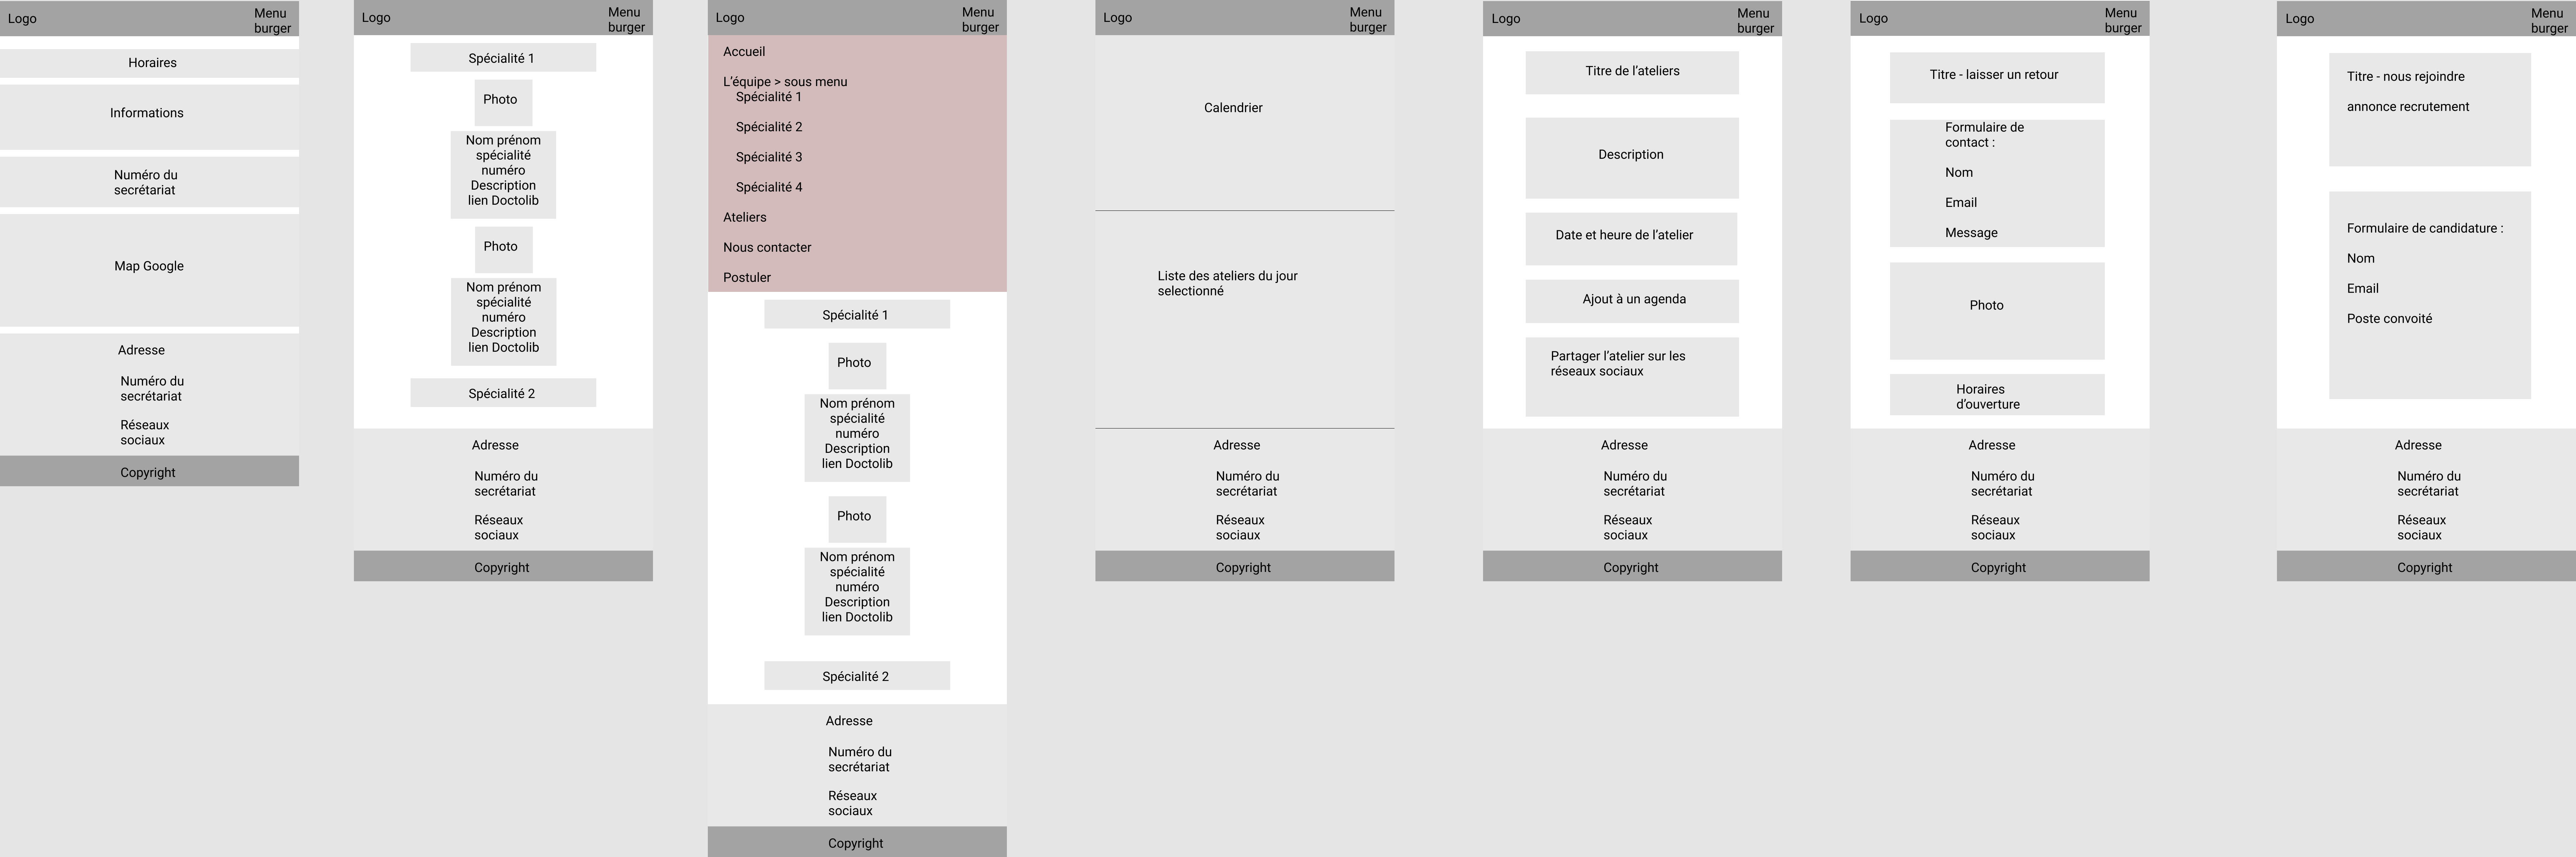 Logo
Menu
burger
Horaires
Informations
Numéro du
secrétariat
Map Google
Adresse
Numéro du
secrétariat
Réseaux
sociaux
Copyright
Logo
Menu
burger
Spécialité 1
Photo
Nom prénom
spécialité
numéro
Description
lien Doctolib
Photo
Nom prénom
spécialité
numéro
Description
lien Doctolib
Spécialité 2
Adresse
Numéro du
secrétariat
Réseaux
sociaux
Copyright
Logo
Menu
burger
Accueil
L'équipe > sous menu
Spécialité 1
Spécialité 2
Spécialité 3
Spécialité 4
Ateliers
Nous contacter
Postuler
Spécialité 1
Photo
Nom prénom
spécialité
numéro
Description
lien Doctolib
Photo
Nom prénom
spécialité
numéro
Description
lien Doctolib
Spécialité 2
Adresse
Numéro du
secrétariat
Réseaux
sociaux
Copyright
Logo
Menu
burger
Calendrier
Liste des ateliers du jour
selectionné
Adresse
Numéro du
secrétariat
Réseaux
sociaux
Copyright
Logo
Menu
burger
Titre de l'ateliers
Description
Date et heure de l'atelier
Ajout à un agenda
Partager l'atelier sur les
réseaux sociaux
Adresse
Numéro du
secrétariat
Réseaux
sociaux
Copyright
Logo
Menu
burger
Titre - laisser un retour
Formulaire de
contact :
Nom
Email
Message
Photo
Horaires
d'ouverture
Adresse
Numéro du
secrétariat
Réseaux
sociaux
Copyright
Logo
Menu
burger
Titre - nous rejoindre
annonce recrutement
Formulaire de candidature :
Nom
Email
Poste convoité
Adresse
Numéro du
secrétariat
Réseaux
sociaux
Copyright